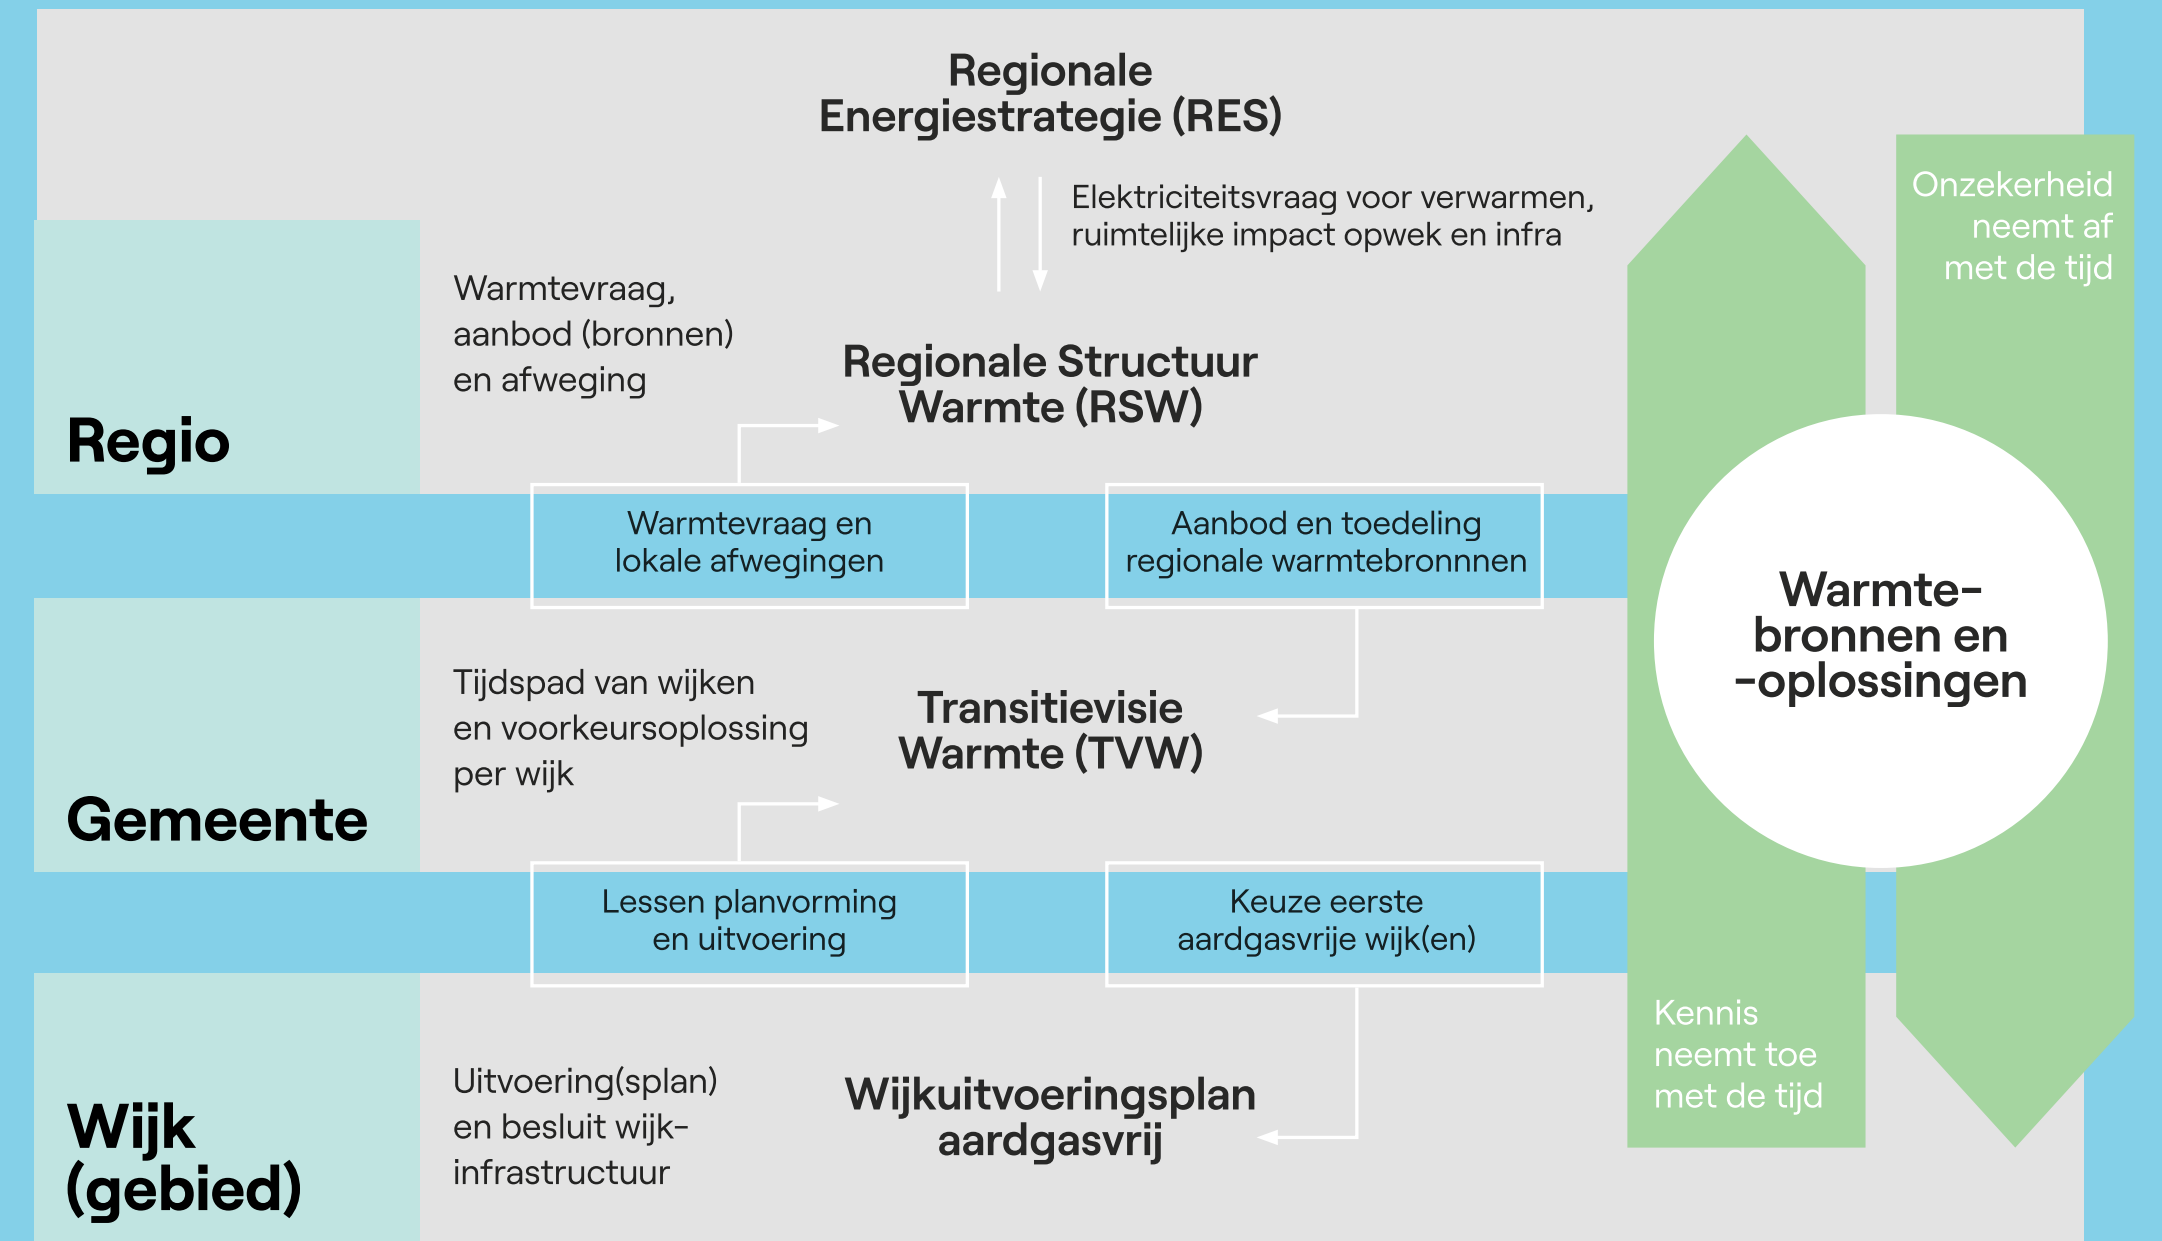 Regionale
Energiestrategie (RES)
Elektriciteitsvraag voor verwarmen,
ruimtelijke impact opwek en infra
Onzekerheid
neemt af
met de tijd
Warmtevraag,
aanbod (bronnen)
en afweging
Regionale Structuur
Warmte (RSW)
Regio
Warmtevraag en
lokale afwegingen
Aanbod en toedeling
regionale warmtebronnnen
Warmte-
bronnen en
-oplossingen
Tijdspad van wijken
en voorkeursoplossing
per wijk
Transitievisie
Warmte (TVW)
Gemeente
Lessen planvorming
en uitvoering
Keuze eerste
aardgasvrije wijk(en)
Kennis
neemt toe
met de tijd
Uitvoering(splan)
en besluit wijk-
infrastructuur
Wijkuitvoeringsplan
aardgasvrij
Wijk
(gebied)